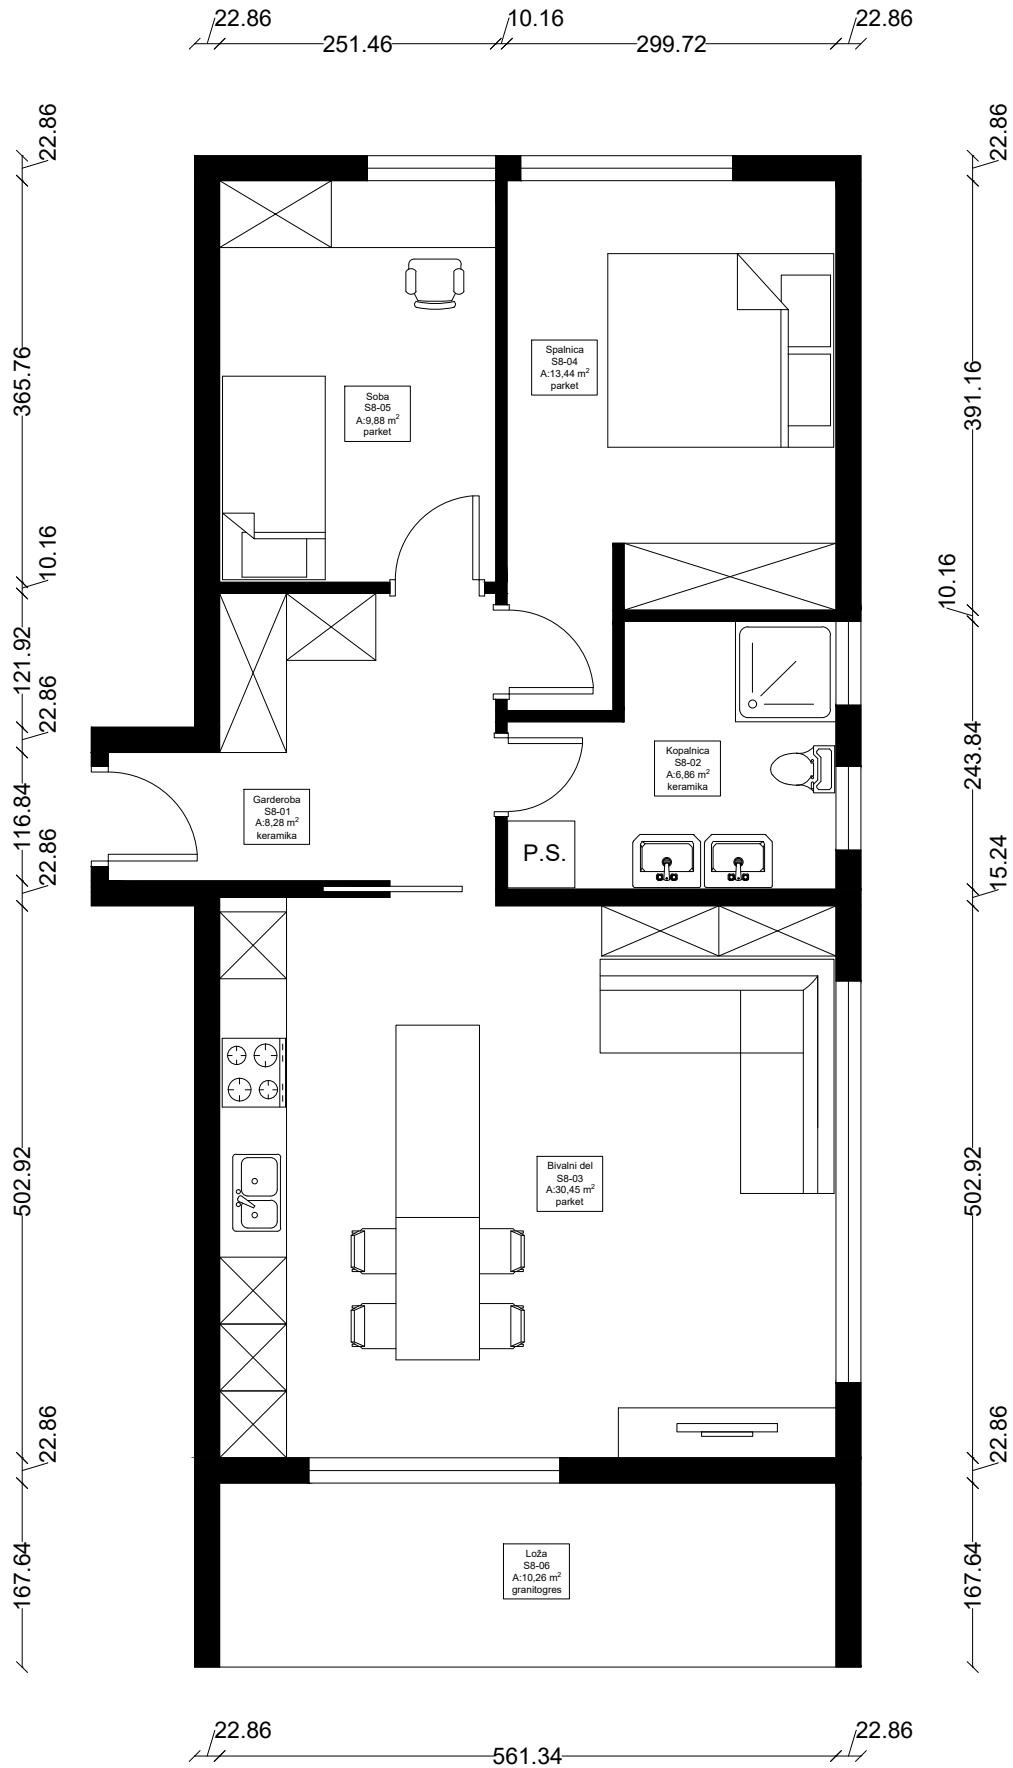 22.86
10.16
22.86
251.46
299.72
22.86
22.86
365.76
391.16
Spalnica
S8-04
A:13,44 m²
parket
Soba
S8-05
A:9,88 m²
parket
10.16
10.16
121.92
22.86
243.84
Kopalnica
S8-02
A:6,86 m²
keramika
116.84
Garderoba
S8-01
A:8,28 m²
keramika
22.86
P.S.
15.24
502.92
502.92
Bivalni del
S8-03
A:30,45 m²
parket
22.86
22.86
167.64
167.64
Loža
S8-06
A:10,26 m²
granitogres
22.86
22.86
561.34